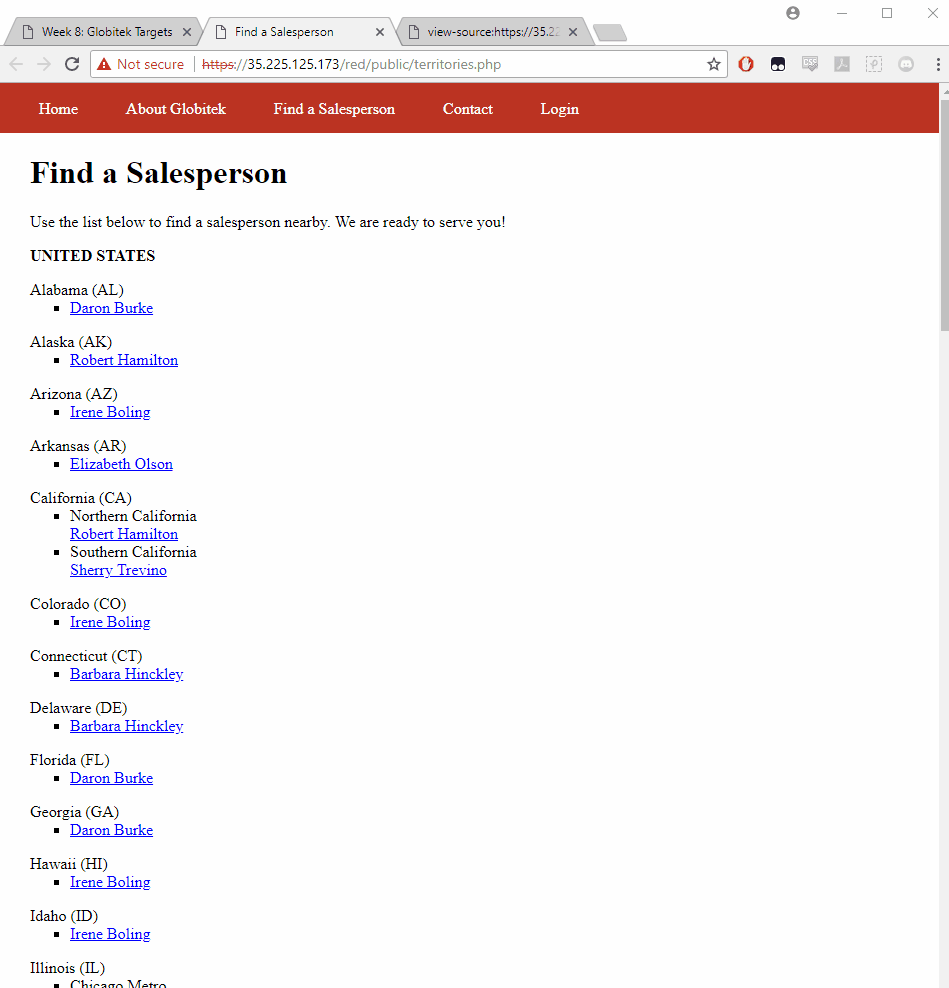 Week 8: Globitek Targets
Find a Salesperson
view-source:https://35.22
Not secure
https://35.225.125.173/red/public/territories.php
Home About Globitek Find a Salesperson Contact Login
Find a Salesperson
Use the list below to find a salesperson nearby. We are ready to serve you!
UNITED STATES
Alabama (AL)
Daron Burke
Alaska (AK)
Robert Hamilton
Arizona (AZ)
Irene Boling
Arkansas (AR)
Elizabeth Olson
California (CA)
Northern California
Robert Hamilton
Southern California
Sherry Trevino
Colorado (CO)
Irene Boling
Connecticut (CT)
Barbara Hinckley
Delaware (DE)
Barbara Hinckley
Florida (FL)
Daron Burke
Georgia (GA)
Daron Burke
Hawaii (HI)
Irene Boling
Idaho (ID)
Irene Boling
Illinois (IL)
Chicago Metro